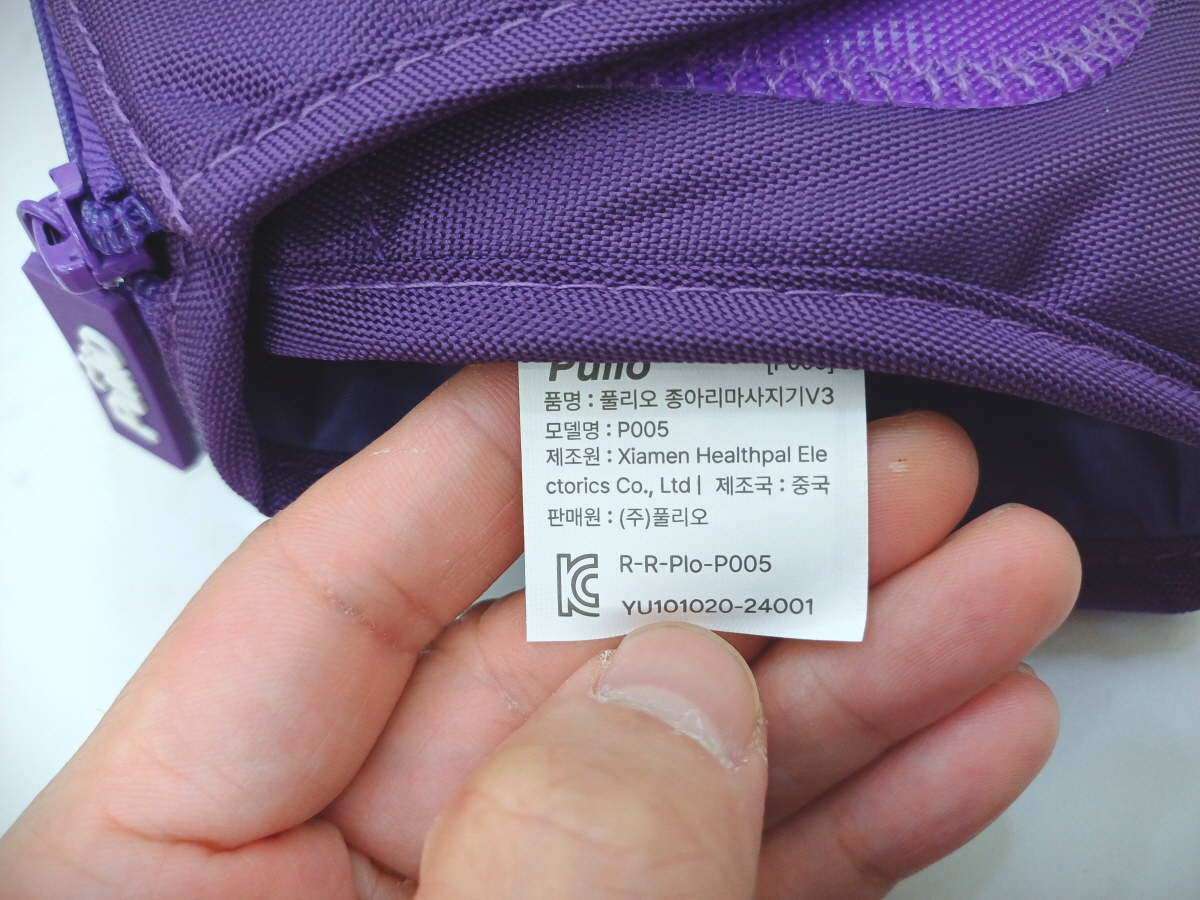 Pulio [P005]
품명 : 풀리오 종아리마사지기V3
모델명 : P005
제조원 : Xiamen Healthpal Ele
ctorics Co., Ltd | 제조국 : 중국
판매원 : (주)풀리오
R-R-Plo-P005
YU101020-24001